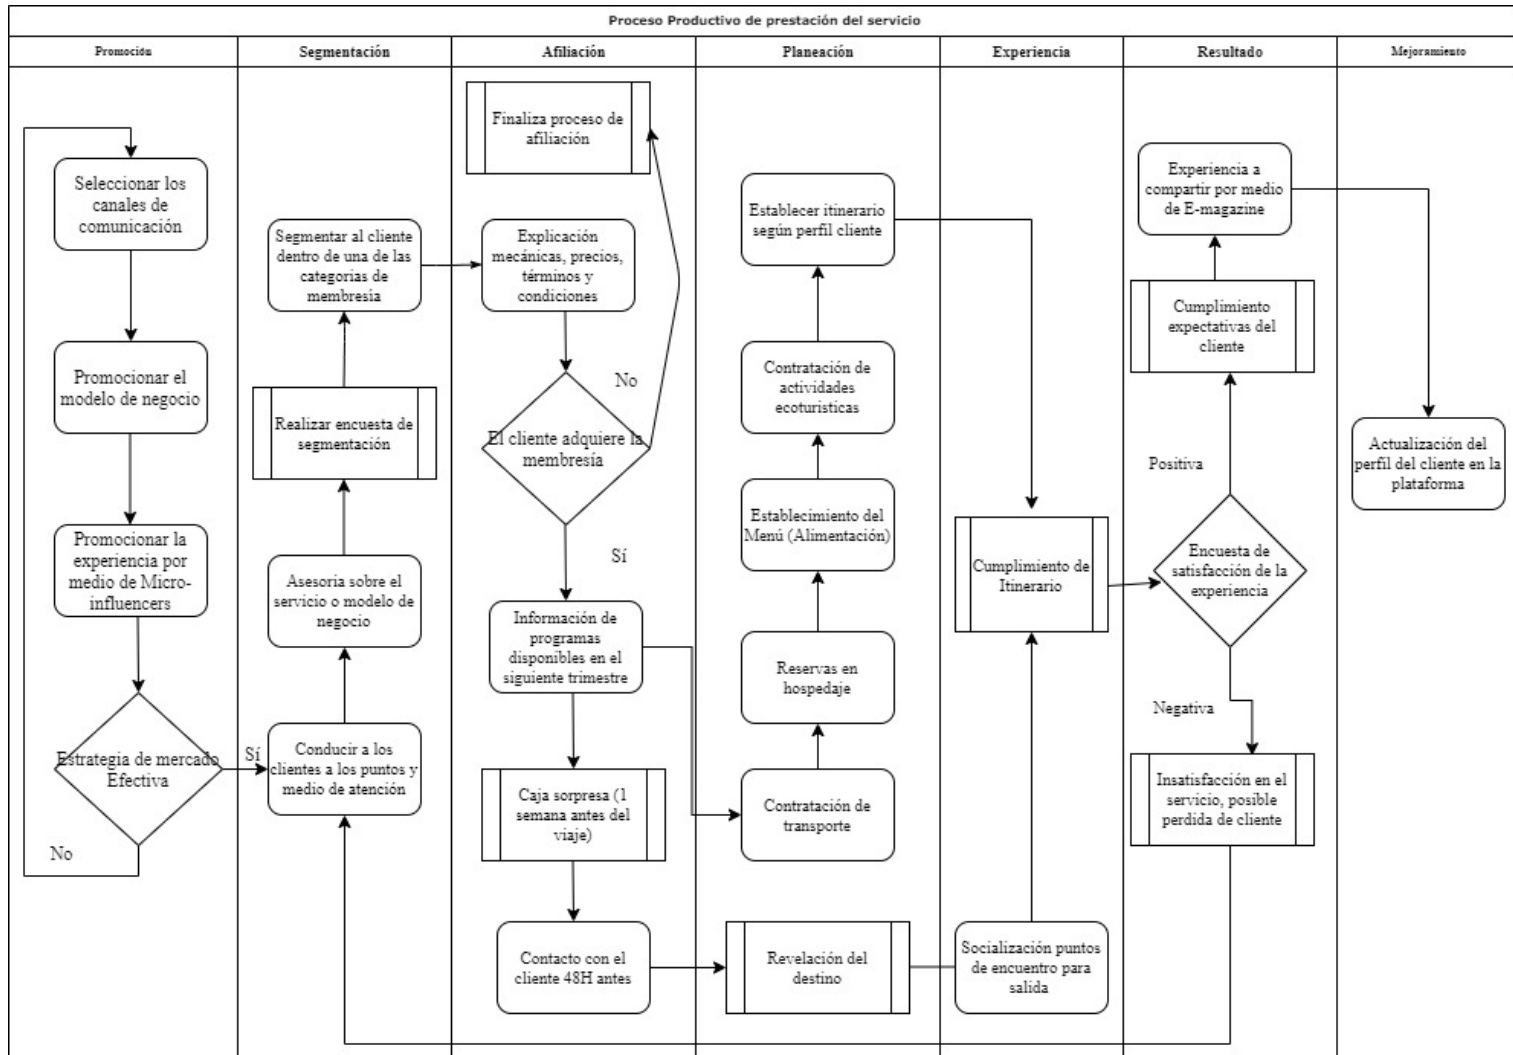 Proceso Productivo de prestación del servicio
Promoción
Segmentación
Afiliación
Planeación
Experiencia
Resultado
Mejoramiento
Seleccionar los
canales de
comunicación
Promocionar el
modelo de negocio
Promocionar la
experiencia por
medio de Micro-
influencers
Estrategia de mercado
Efectiva
Sí
No
Segmentar al cliente
dentro de una de las
categorias de
membresía
Realizar encuesta de
segmentación
Asesoria sobre el
servicio o modelo de
negocio
Conducir a los
clientes a los puntos y
medio de atención
Finaliza proceso de
afiliación
Explicación
mecánicas, precios,
términos y
condiciones
No
El cliente adquiere la
membresía
Sí
Información de
programas
disponibles en el
siguiente trimestre
Caja sorpresa (1
semana antes del
viaje)
Contacto con el
cliente 48H antes
Establecer itinerario
según perfil cliente
Contratación de
actividades
ecoturisticas
Establecimiento del
Menú (Alimentación)
Reservas en
hospedaje
Contratación de
transporte
Revelación del
destino
Cumplimiento de
Itinerario
Socialización puntos
de encuentro para
salida
Experiencia a
compartir por medio
de E-magazine
Cumplimiento
expectativas del
cliente
Positiva
Encuesta de
satisfacción de la
experiencia
Negativa
Insatisfacción en el
servicio, posible
perdida de cliente
Actualización del
perfil del cliente en la
plataforma